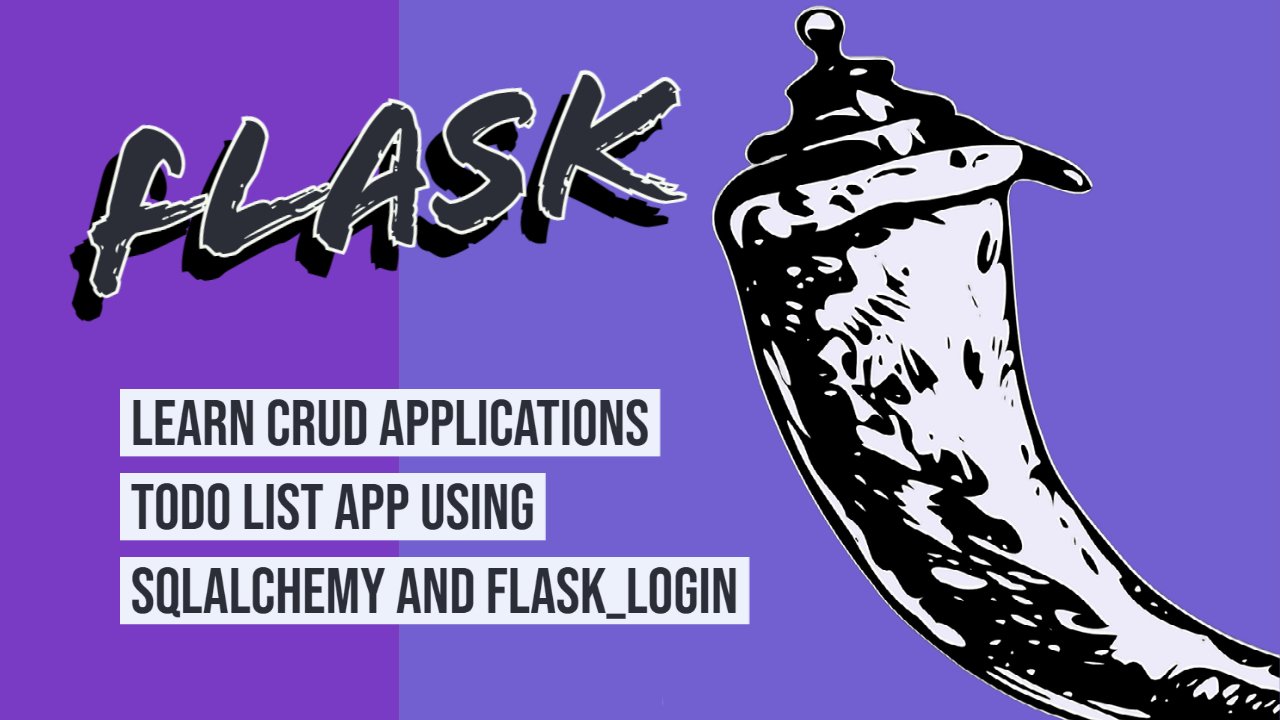 FLASK
LEARN CRUD APPLICATIONS
TODO LIST APP USING
SQLALCHEMY AND FLASK_LOGIN